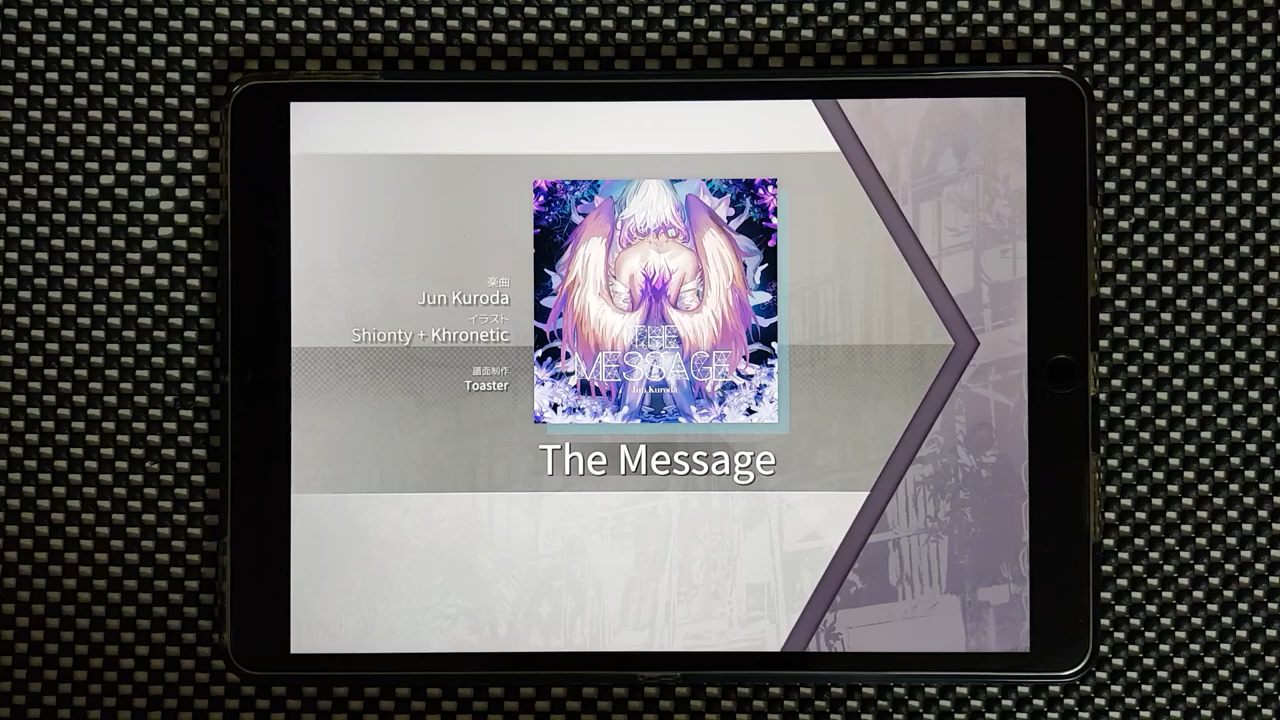 楽曲
Jun Kuroda
イラスト
Shionty + Khronetic
譜面制作
Toaster
THE
MESSAGE
Jun Kuroda
The Message